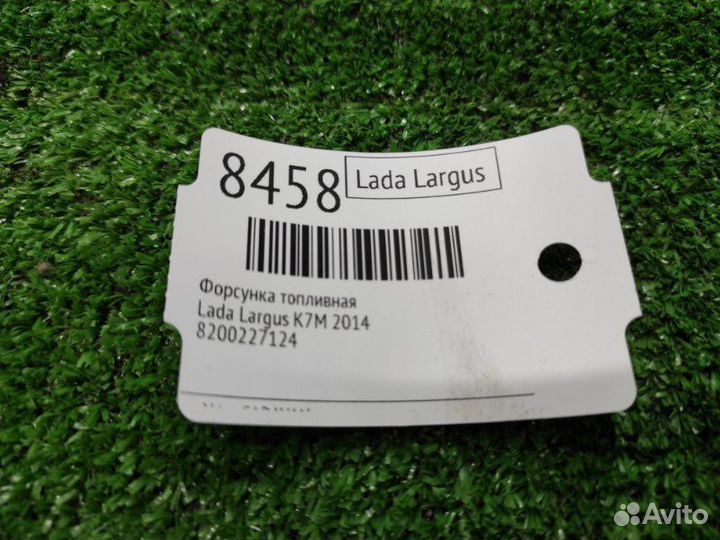 8458 Lada Largus
Форсунка топливная
Lada Largus K7M 2014
8200227124
Avito